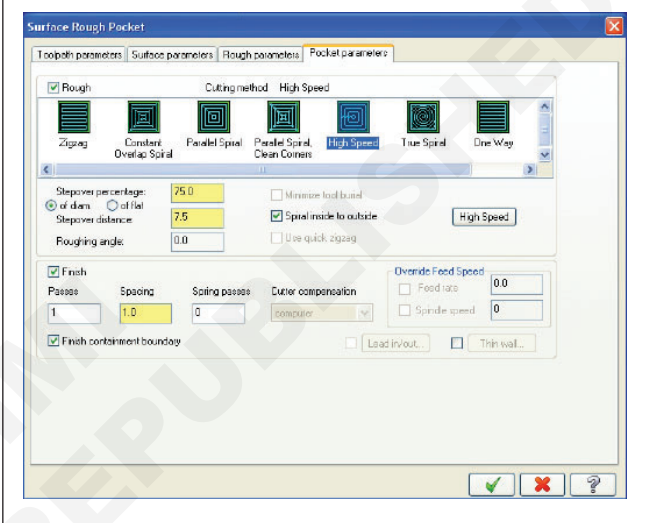 Surface Rough Pocket
Toolpath parameters Surface parameters Rough parameters Pocket parameters
Rough Cutting method High Speed
Zigzag Constant Overlap Spiral Parallel Spiral Parallel Spiral, Clean Corners High Speed True Spiral One Way
Stepover percentage: 75.0 Minimize tool burial
of diam. of flat
Stepover distance: 7.5 Spiral inside to outside High Speed
Roughing angle: 0.0 Use quick zigzag
Finish Override Feed Speed
Passes Spacing Spring passes Cutter compensation Feed rate 0.0
1 1.0 0 computer Spindle speed 0
Finish containment boundary Lead in/out... Thin wall...
REPUBLISHED
REPUBLISHED